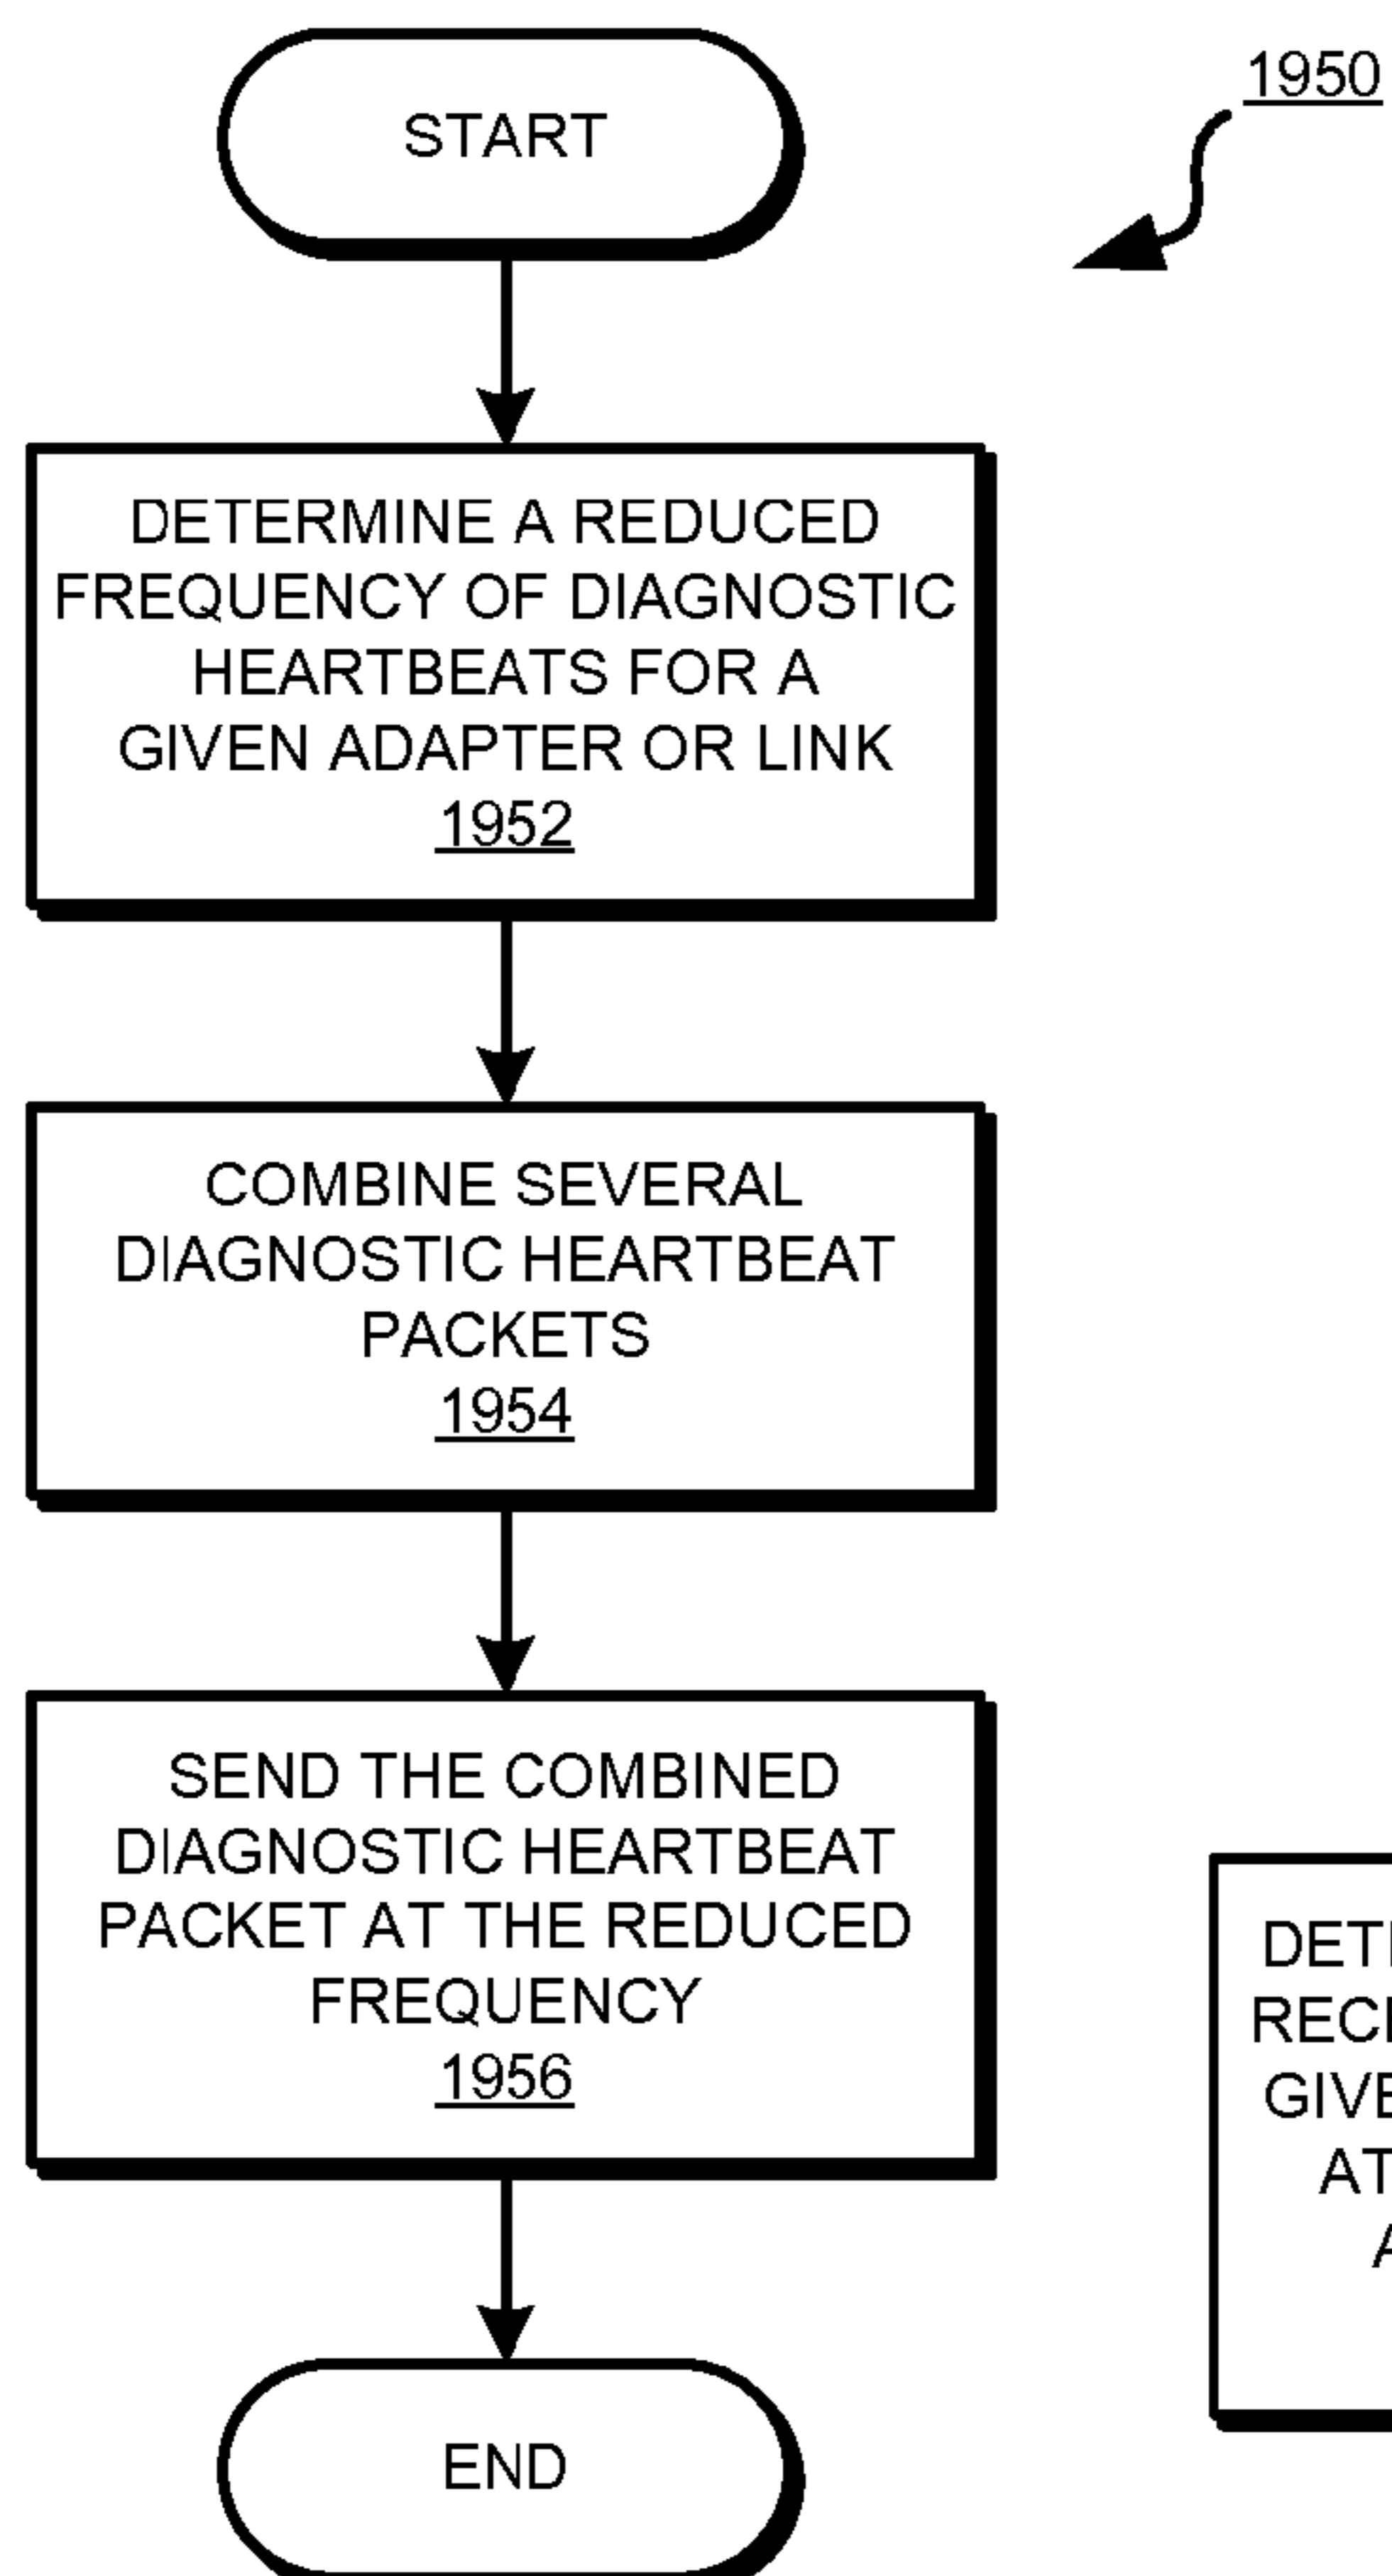 START
1950
DETERMINE A REDUCED
FREQUENCY OF DIAGNOSTIC
HEARTBEATS FOR A
GIVEN ADAPTER OR LINK
1952
COMBINE SEVERAL
DIAGNOSTIC HEARTBEAT
PACKETS
1954
SEND THE COMBINED
DIAGNOSTIC HEARTBEAT
PACKET AT THE REDUCED
FREQUENCY
1956
END